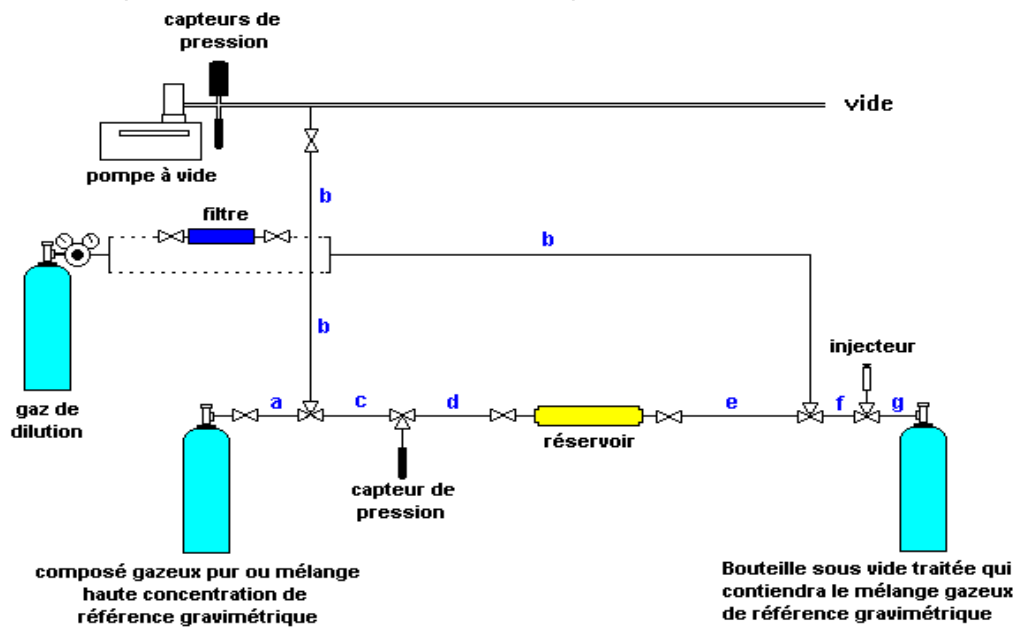 capteurs de
pression
vide
pompe à vide
b
filtre
b
b
injecteur
a
c
d
e
f
g
gaz de
dilution
réservoir
capteur de
pression
composé gazeux pur ou mélange
haute concentration de
référence gravimétrique
Bouteille sous vide traitée qui
contiendra le mélange gazeux
de référence gravimétrique